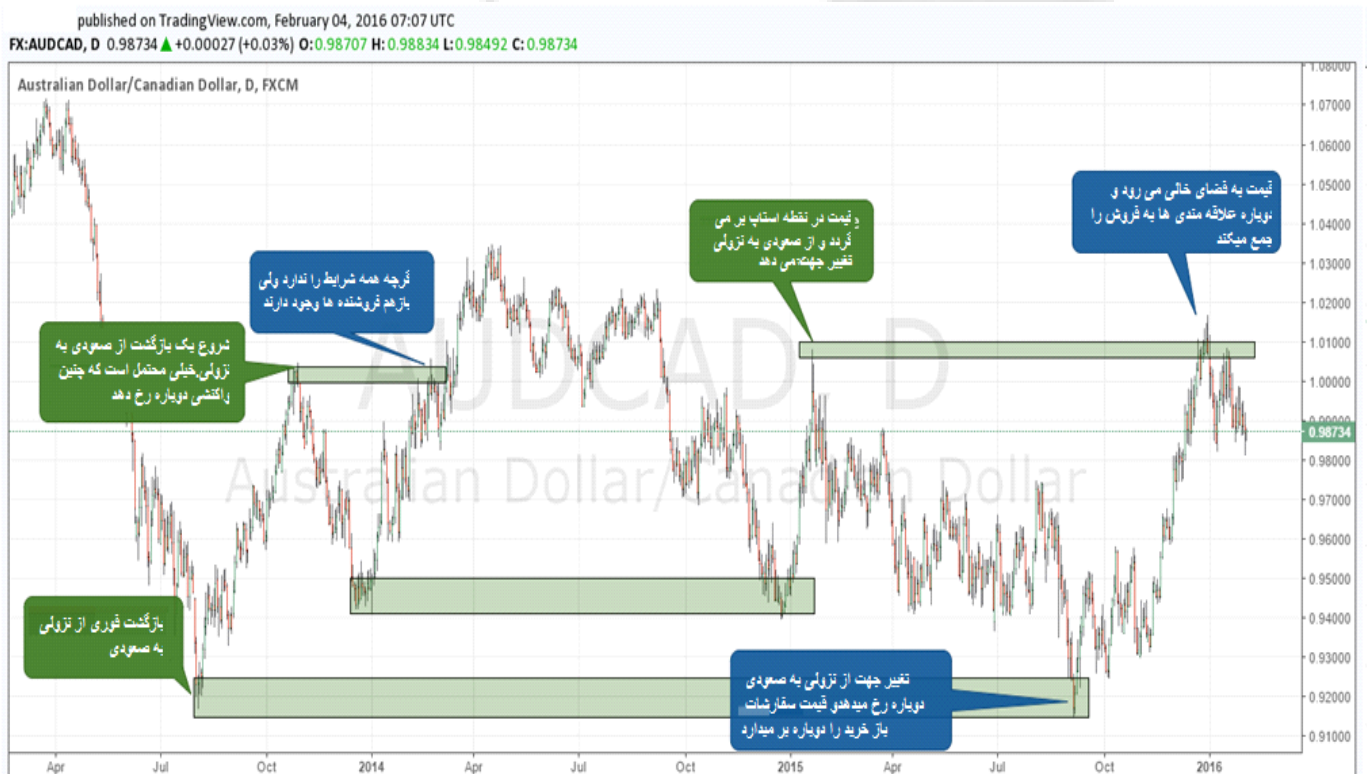 published on TradingView.com, February 04, 2016 07:07 UTC
FX:AUDCAD, D 0.98734 ▲ +0.00027 (+0.03%) O:0.98707 H:0.98834 L:0.98492 C:0.98734
Australian Dollar/Canadian Dollar, D, FXCM
1.08000
1.07000
1.06000
1.05000
1.04000
1.03000
1.02000
1.01000
1.00000
0.99000
0.98734
0.98000
0.97000
0.96000
0.95000
0.94000
0.93000
0.92000
0.91000
قیمت به فضای خالی می رود و
دوباره علاقه مندی ها به فروش را
جمع میکند
قیمت در نقطه استاپ بر می
گردد و از صعودی به نزولی
تغییر جهت می دهد
گرچه همه شرایط را ندارد ولی
بازهم فروشنده ها وجود دارند
شروع یک بازگشت از صعودی به
نزولی.خیلی محتمل است که چنین
واکنشی دوباره رخ دهد
AUDCAD, D
Australian Dollar/Canadian Dollar
بازگشت فوری از نزولی
به صعودی
تغییر جهت از نزولی به صعودی
دوباره رخ میدهدو قیمت سفارشات
باز خرید را دوباره بر میدارد
Apr Jul Oct 2014 Apr Jul Oct 2015 Apr Jul Oct 2016